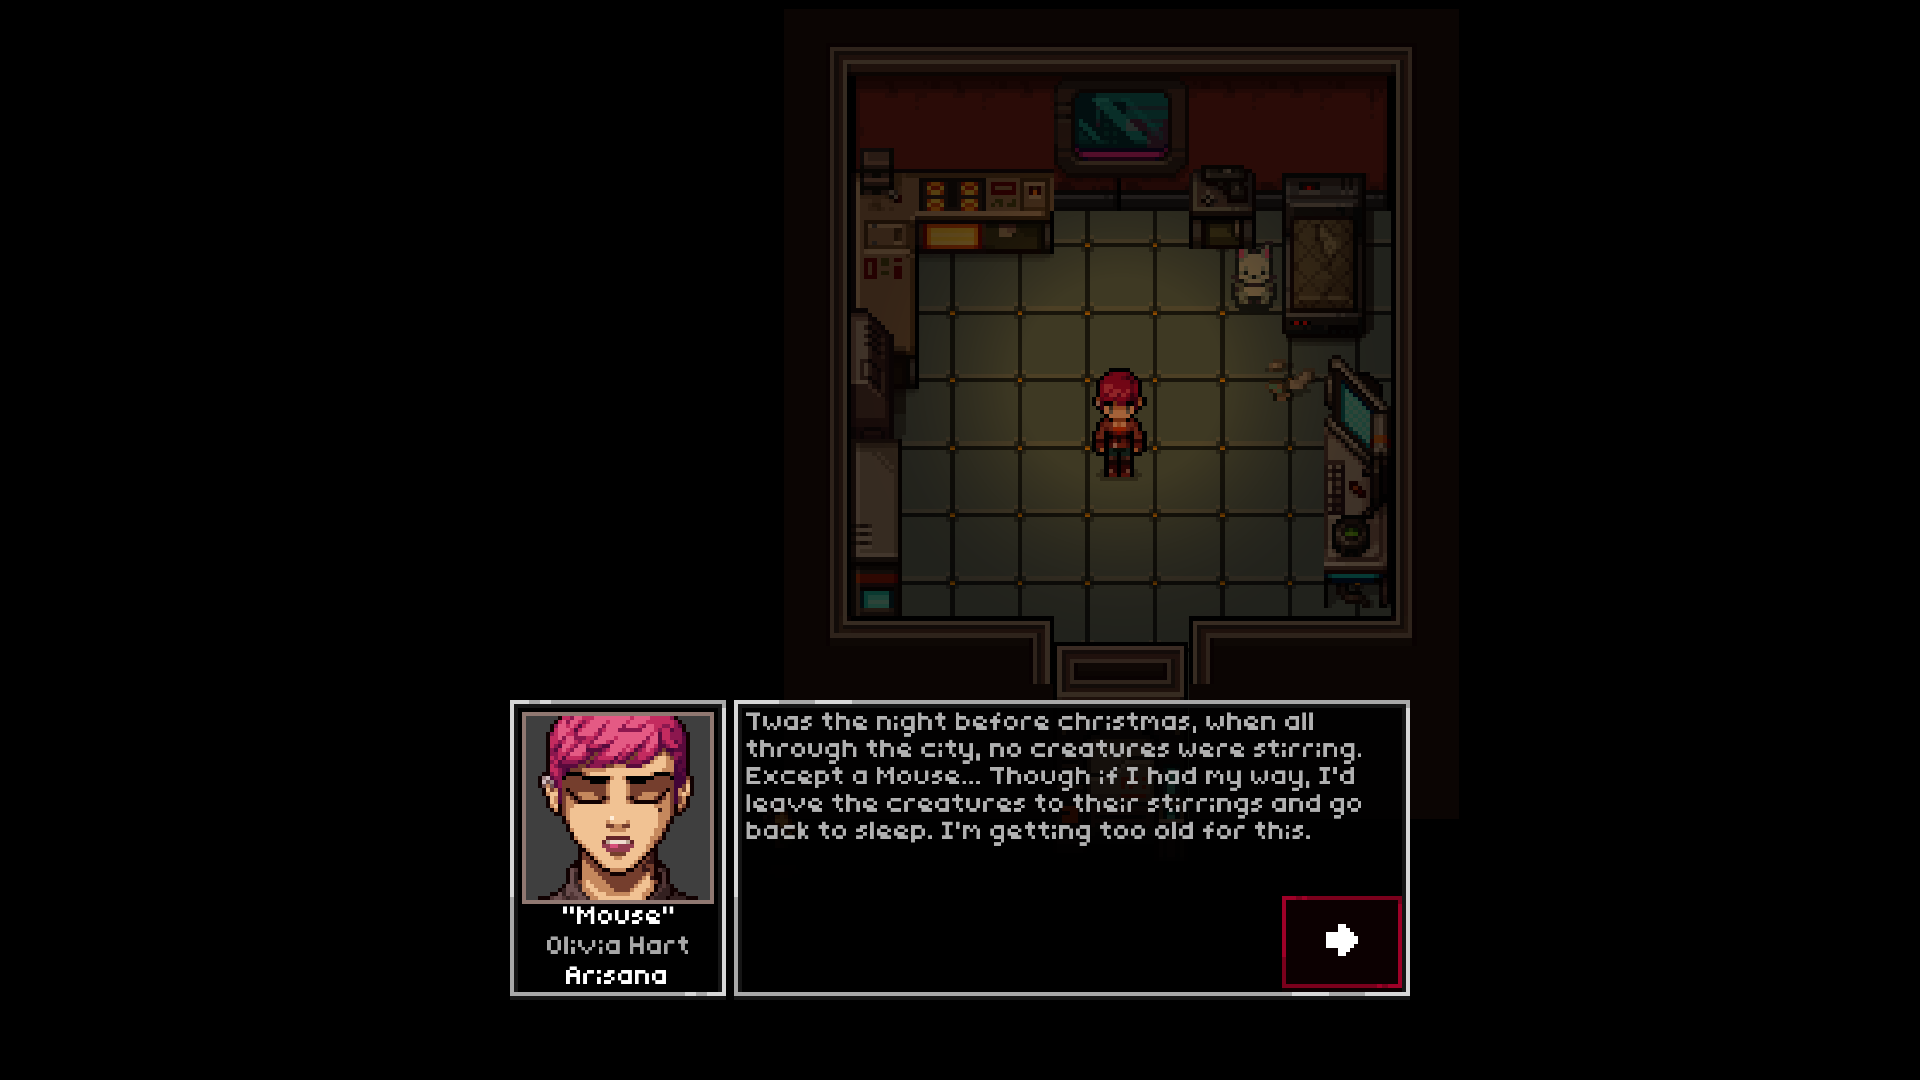 Twas the night before christmas, when all
through the city, no creatures were stirring.
Except a Mouse... Though if I had my way, I'd
leave the creatures to their stirrings and go
back to sleep. I'm getting too old for this.
"Mouse"
Olivia Hart
Arisana